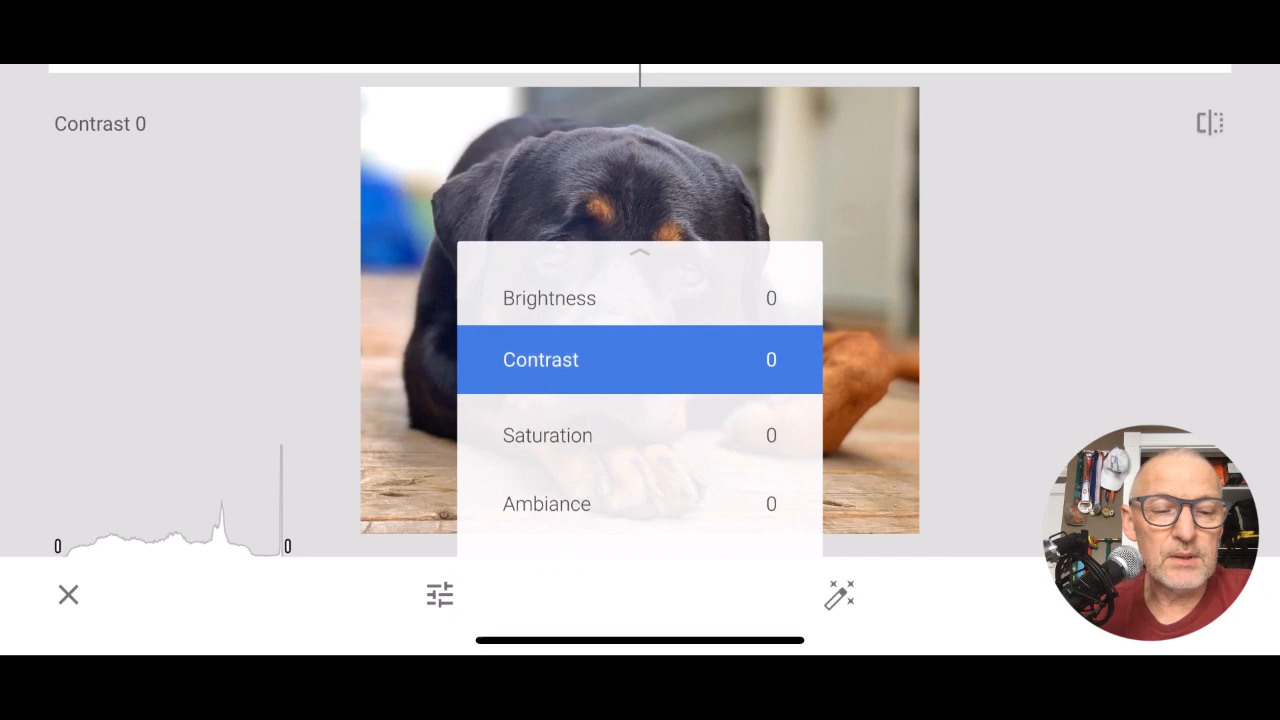 Contrast 0
Brightness 0
Contrast 0
Saturation 0
Ambiance 0
0 0